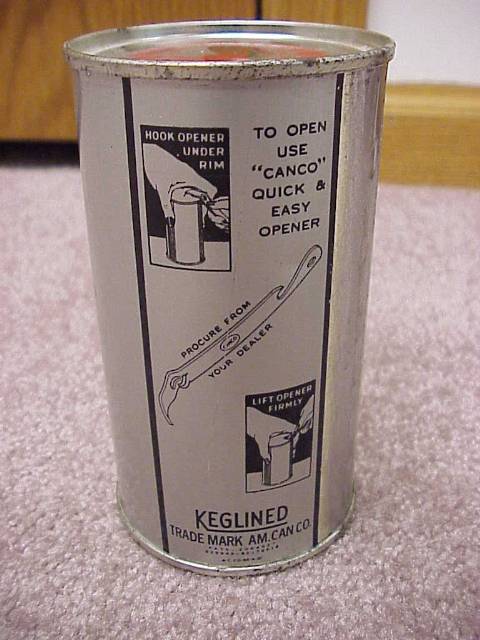 HOOK OPENER
UNDER
RIM
TO OPEN
USE
"CANCO"
QUICK &
EASY
OPENER
PROCURE FROM
YOUR DEALER
LIFT OPENER
FIRMLY
KEGLINED
TRADE MARK AM.CAN CO.